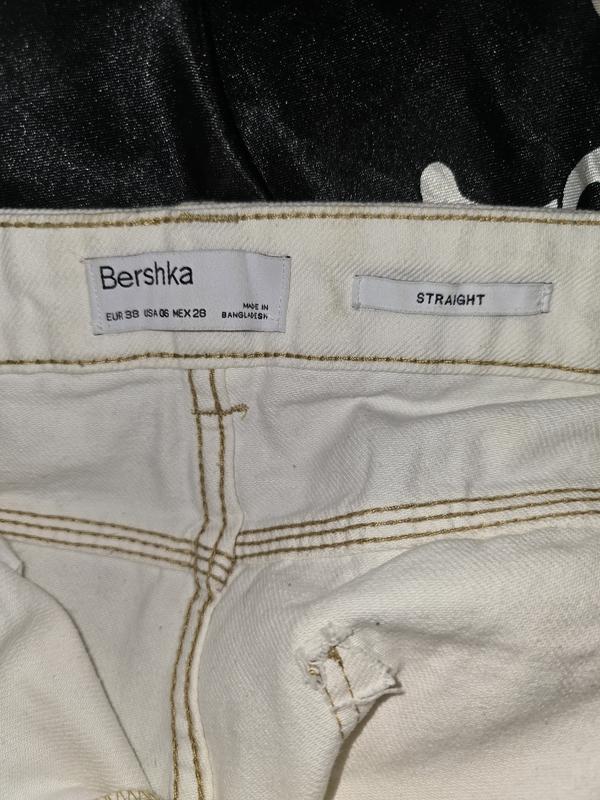 Bershka
EUR 38 USA 06 MEX 28
MADE IN
BANGLADESH
STRAIGHT